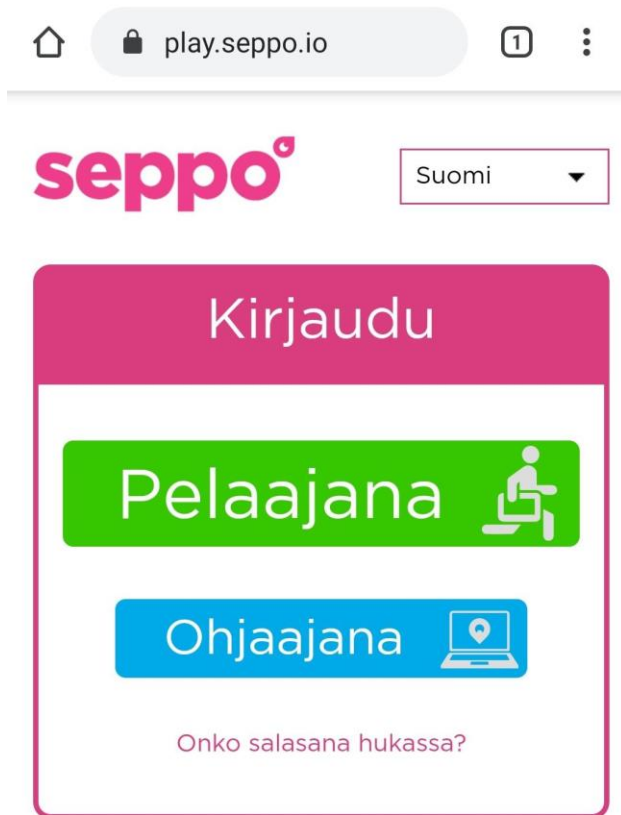 play.seppo.io
1
seppo
Suomi
Kirjaudu
Pelaajana
Ohjaajana
Onko salasana hukassa?